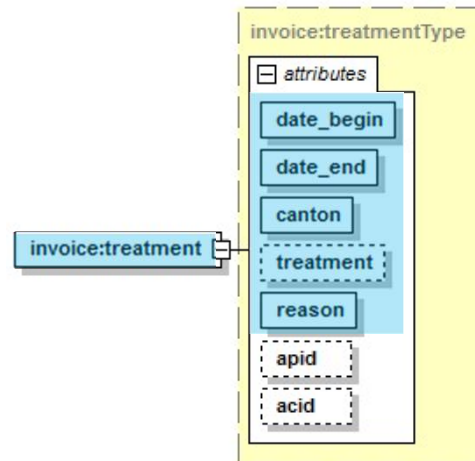 invoice:treatmentType
attributes
date_begin
date_end
canton
invoice:treatment
treatment
reason
apid
acid